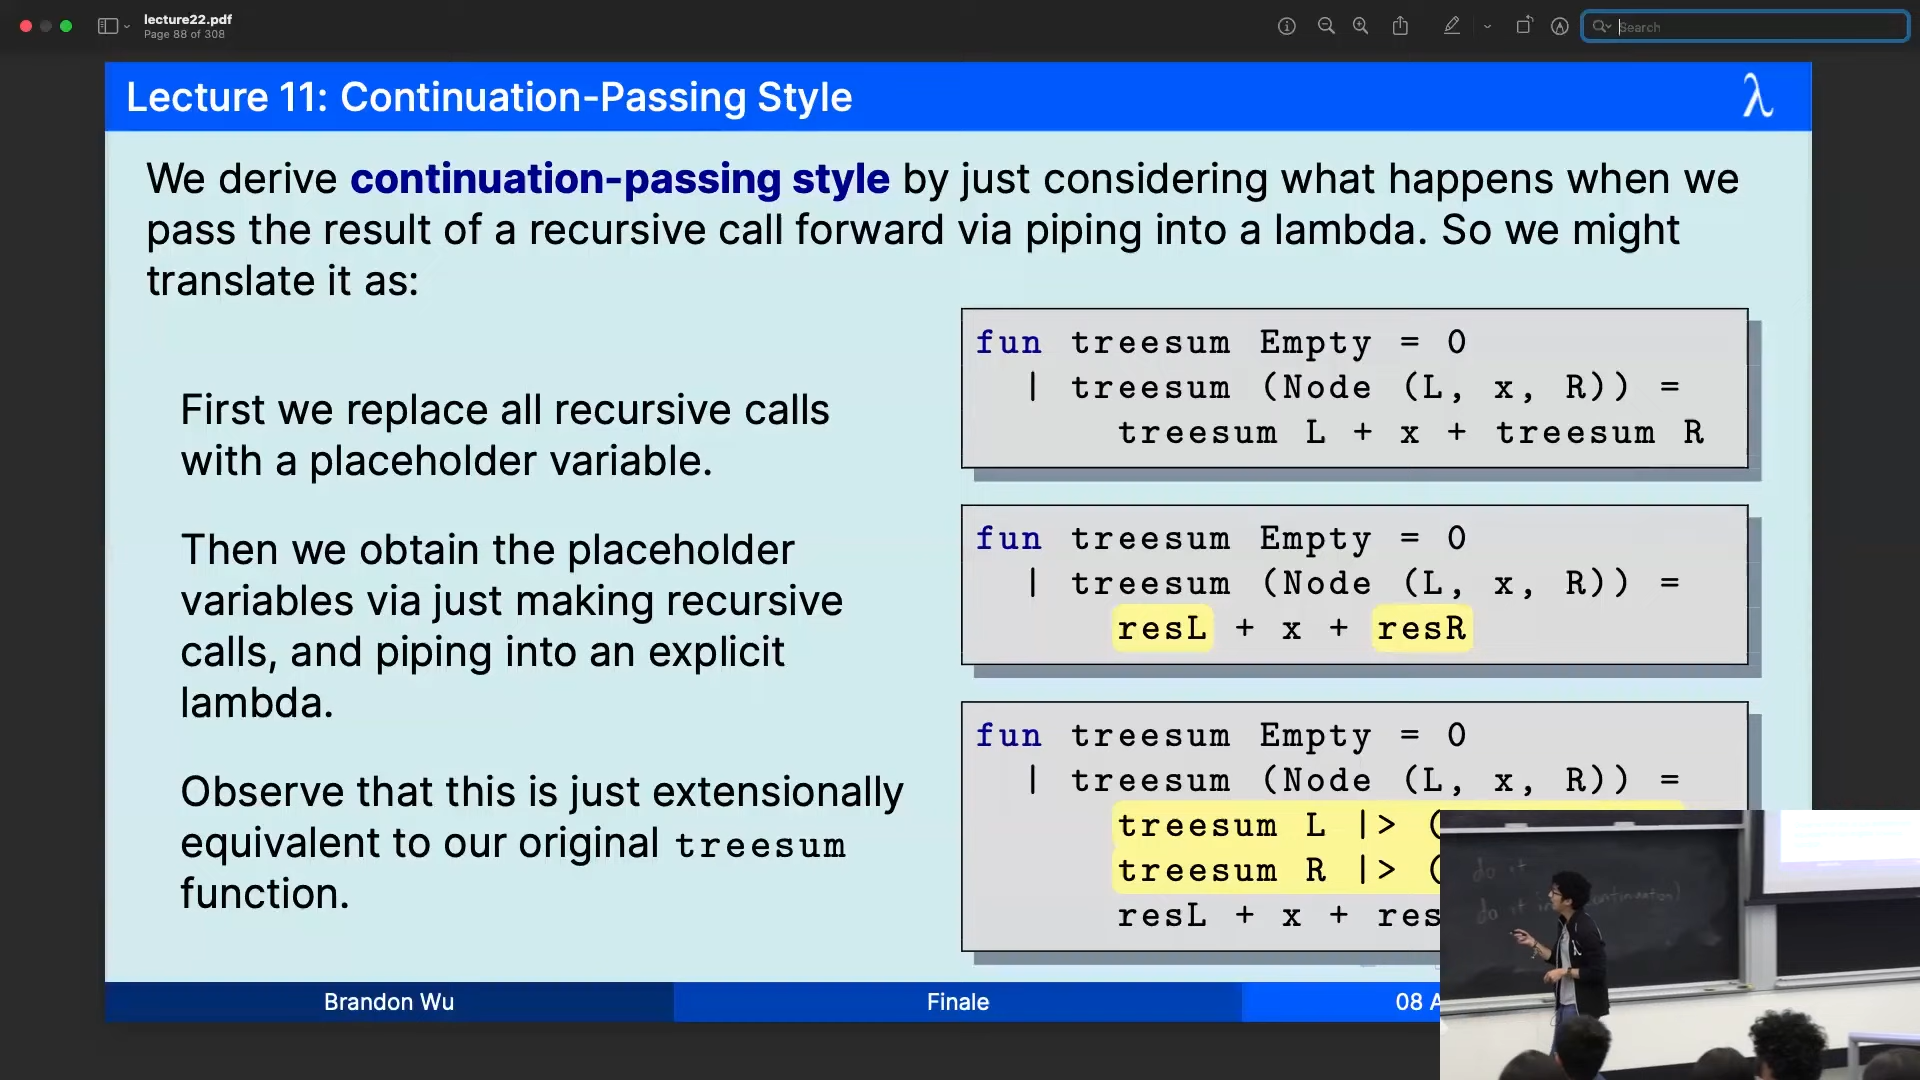 lecture22.pdf
Page 88 of 308
Search
Lecture 11: Continuation-Passing Style
λ
We derive continuation-passing style by just considering what happens when we
pass the result of a recursive call forward via piping into a lambda. So we might
translate it as:
First we replace all recursive calls
with a placeholder variable.
Then we obtain the placeholder
variables via just making recursive
calls, and piping into an explicit
lambda.
Observe that this is just extensionally
equivalent to our original treesum
function.
fun treesum Empty = 0
| treesum (Node (L, x, R)) =
treesum L + x + treesum R
fun treesum Empty = 0
| treesum (Node (L, x, R)) =
resL + x + resR
fun treesum Empty = 0
| treesum (Node (L, x, R)) =
treesum L |> (
treesum R |> (
resL + x + res
do it
do it in
Brandon Wu
Finale
08 A